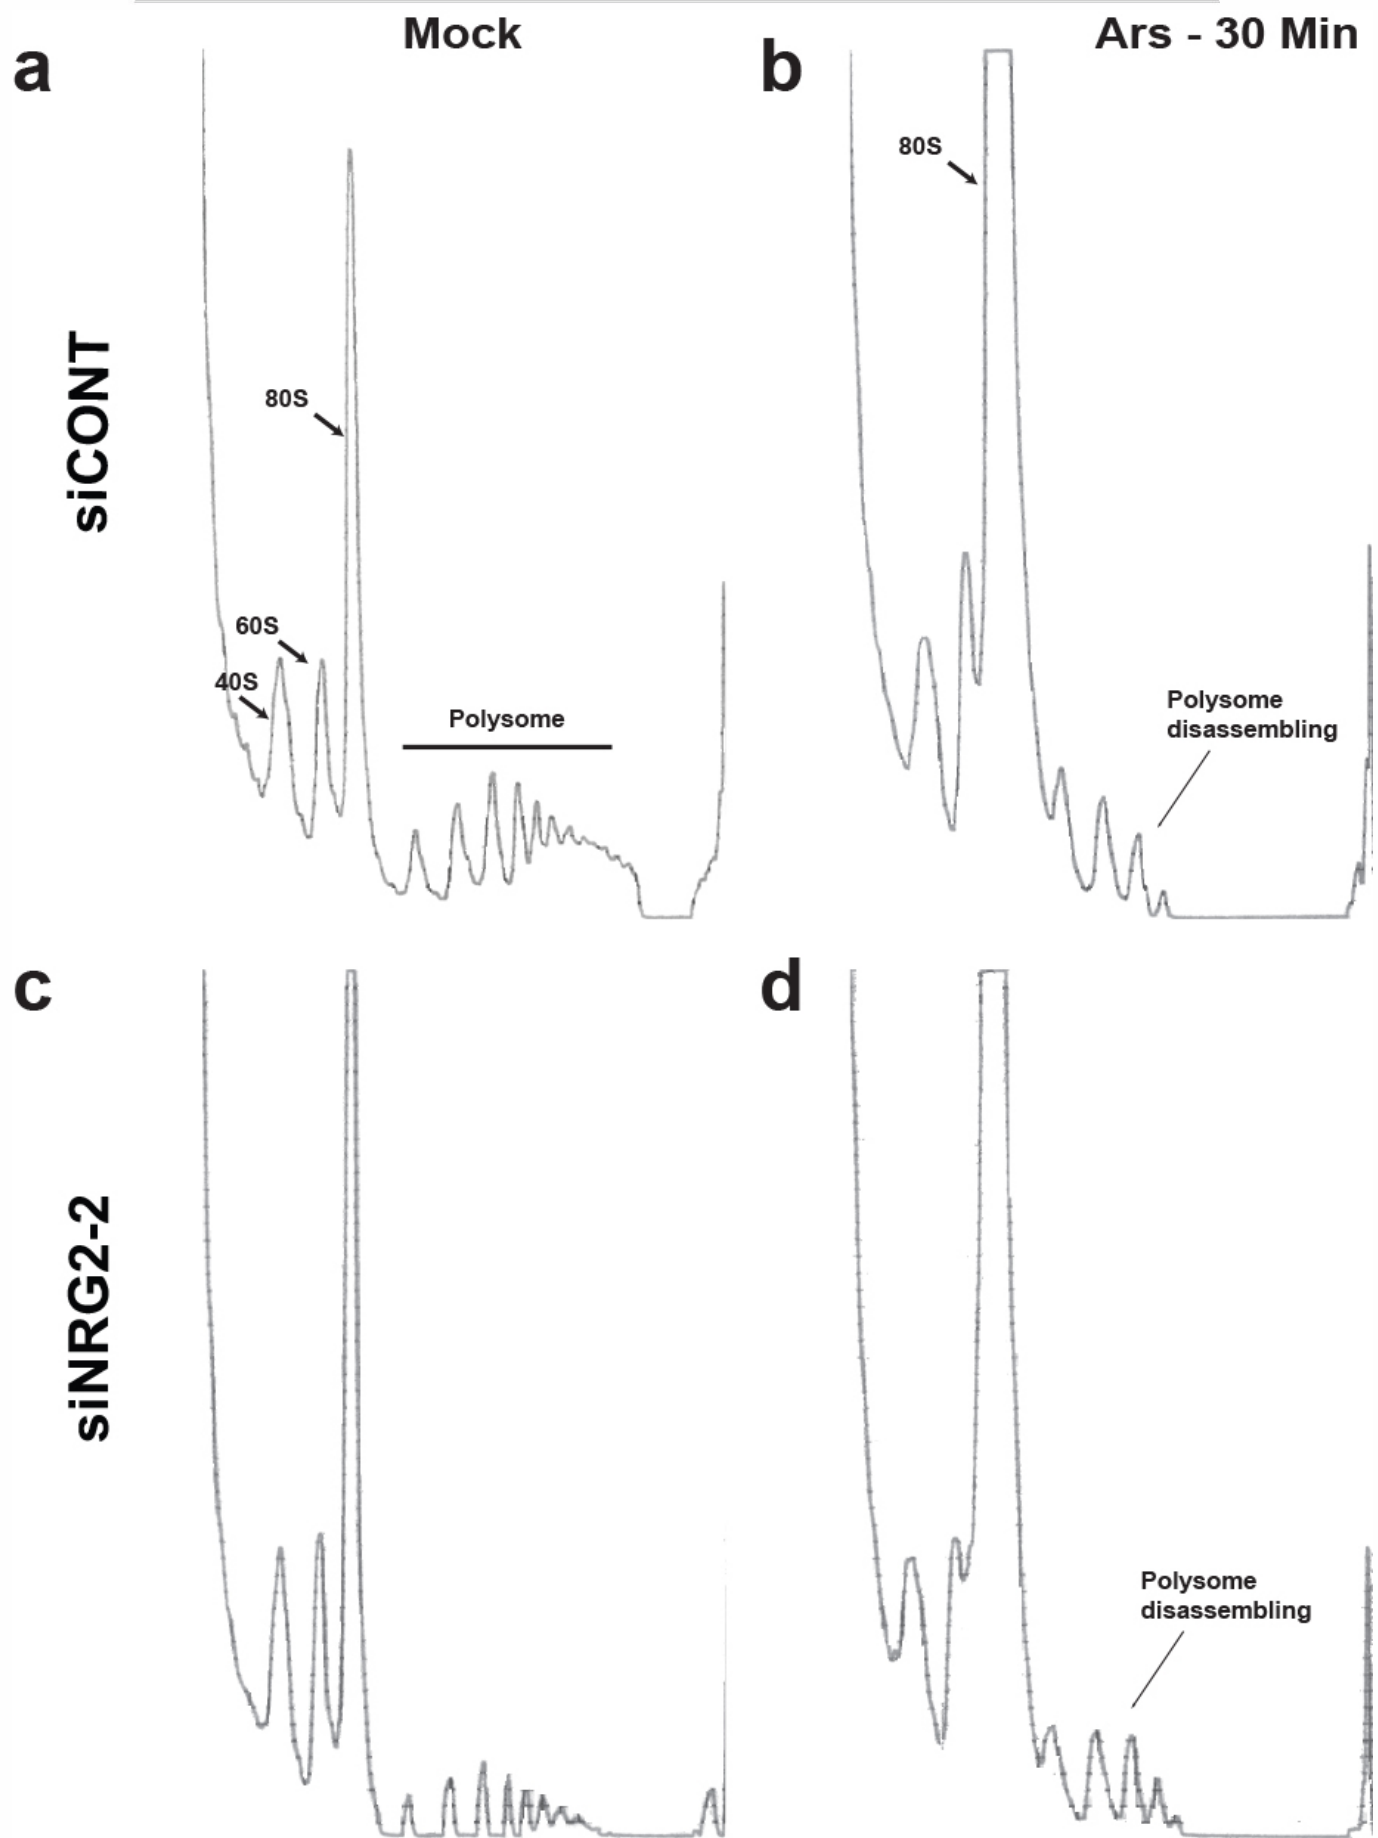 Mock
Ars - 30 Min
a
b
siCONT
80S
60S
40S
Polysome
80S
Polysome
disassembling
c
d
siNRG2-2
Polysome
disassembling